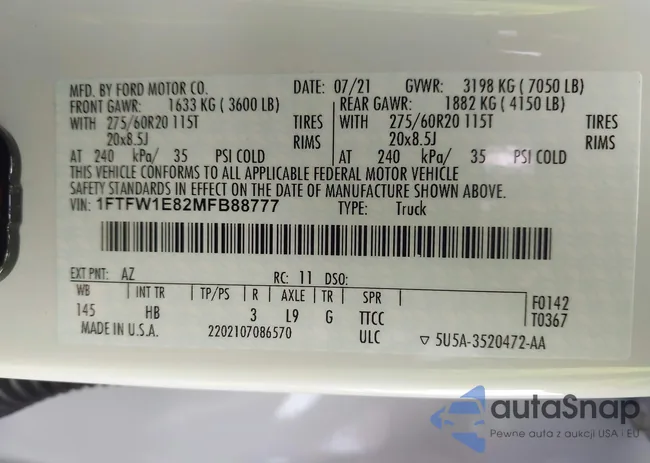 MFD. BY FORD MOTOR CO. DATE: 07/21 GVWR: 3198 KG (7050 LB)
FRONT GAWR: 1633 KG (3600 LB) REAR GAWR: 1882 KG (4150 LB)
WITH 275/60R20 115T TIRES WITH 275/60R20 115T TIRES
20x8.5J RIMS 20x8.5J RIMS
AT 240 kPa/ 35 PSI COLD AT 240 kPa/ 35 PSI COLD
THIS VEHICLE CONFORMS TO ALL APPLICABLE FEDERAL MOTOR VEHICLE
SAFETY STANDARDS IN EFFECT ON THE DATE OF MANUFACTURE SHOWN ABOVE.
VIN: 1FTFW1E82MFB88777 TYPE: Truck
EXT PNT: AZ RC: 11 DSO:
WB INT TR TP/PS R AXLE TR SPR F0142
145 HB 3 L9 G TTCC T0367
MADE IN U.S.A. 2202107086570 ULC ▽ 5U5A-3520472-AA
autaSnap
Pewne auta z aukcji USA i EU